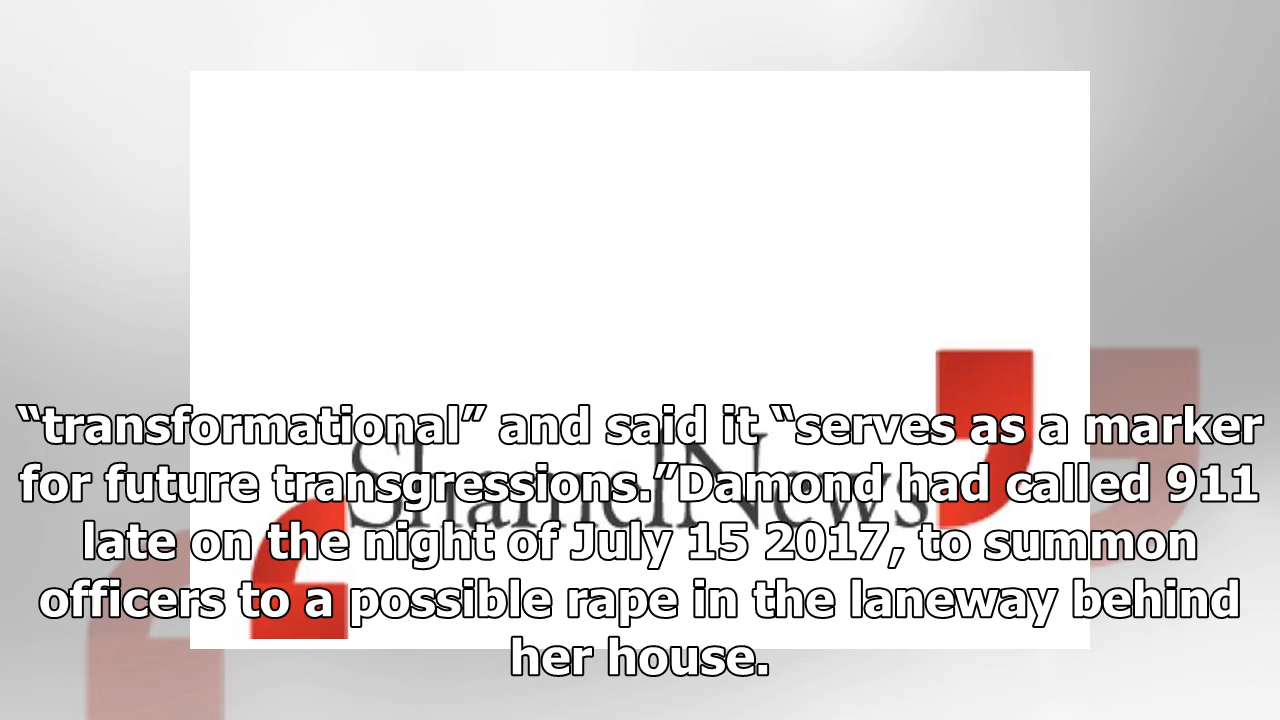 “transformational” and said it “serves as a marker
for future transgressions.”Damond had called 911
late on the night of July 15 2017, to summon
officers to a possible rape in the laneway behind
her house.
ShamelNews